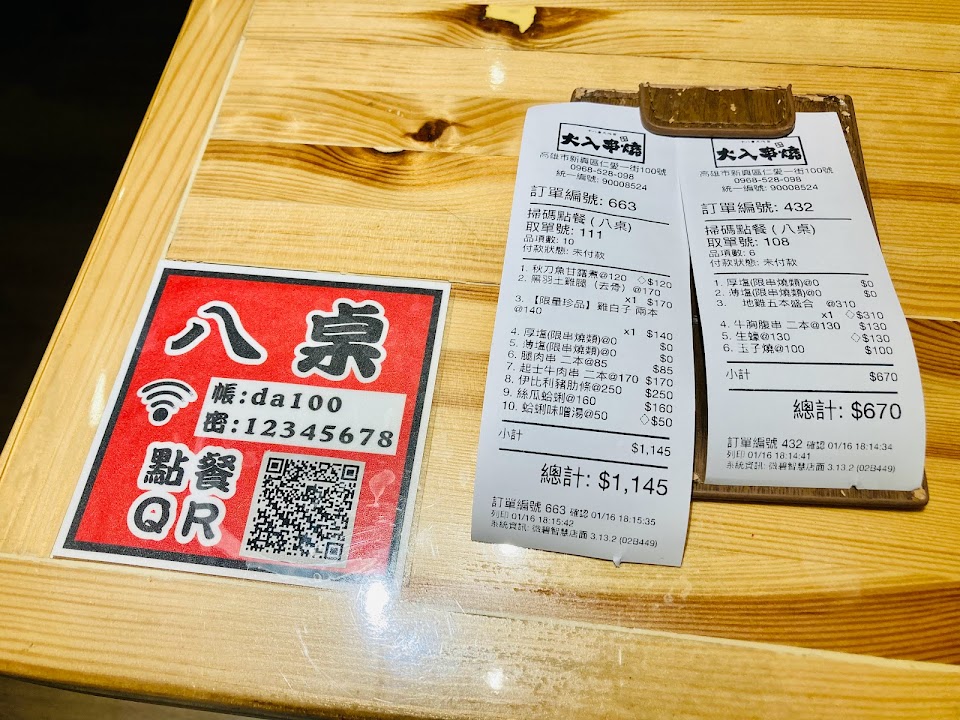 八桌
帳:da100
密:12345678
點餐
QR
大入串燒
高雄市新興區仁愛一街100號
0968-528-098
統一編號: 90008524
訂單編號: 663
掃碼點餐 ( 八桌)
取單號: 111
品項數: 10
付款狀態: 未付款
1. 秋刀魚甘露煮@120 ◇$120
2. 黑羽土雞腿（去骨）@170
x1 $170
3. 【限量珍品】雞白子 兩本
@140
x1 $140
4. 厚塩(限串燒類)@0 $0
5. 薄塩(限串燒類)@0 $0
6. 腿肉串 二本@85 $85
7. 起士牛肉串 二本@170 $170
8. 伊比利豬肋條@250 $250
9. 絲瓜蛤蜊@160 $160
10. 蛤蜊味噌湯@50 ◇$50
小計
$1,145
總計: $1,145
訂單編號 663 確認 01/16 18:15:35
列印 01/16 18:15:42
系統資訊: 微碧智慧店面 3.13.2 (02B449)
大入串燒
高雄市新興區仁愛一街100號
0968-528-098
統一編號: 90008524
訂單編號: 432
掃碼點餐 ( 八桌)
取單號: 108
品項數: 6
付款狀態: 未付款
1. 厚塩(限串燒類)@0 $0
2. 薄塩(限串燒類)@0 $0
3. 地雞五本盛合 @310
x1 ◇$310
4. 牛胸腹串 二本@130 $130
5. 生蠔@130 ◇$130
6. 玉子燒@100 $100
小計 $670
總計: $670
訂單編號 432 確認 01/16 18:14:34
列印 01/16 18:14:41
系統資訊: 微碧智慧店面 3.13.2 (02B449)